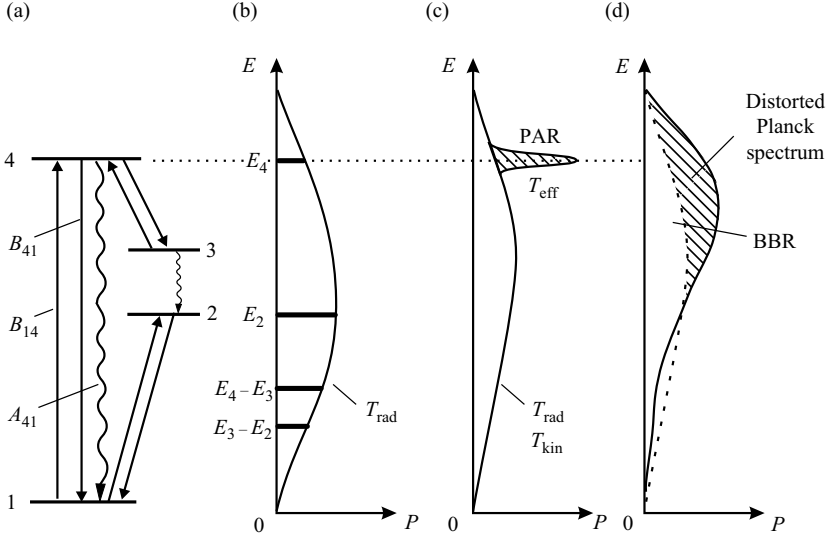 (a)
4
B41
B14
A41
3
2
1
(b)
E
E4
E2
E4 – E3
E3 – E2
Trad
0
P
(c)
E
PAR
Teff
Trad
Tkin
0
P
(d)
E
Distorted
Planck
spectrum
BBR
0
P